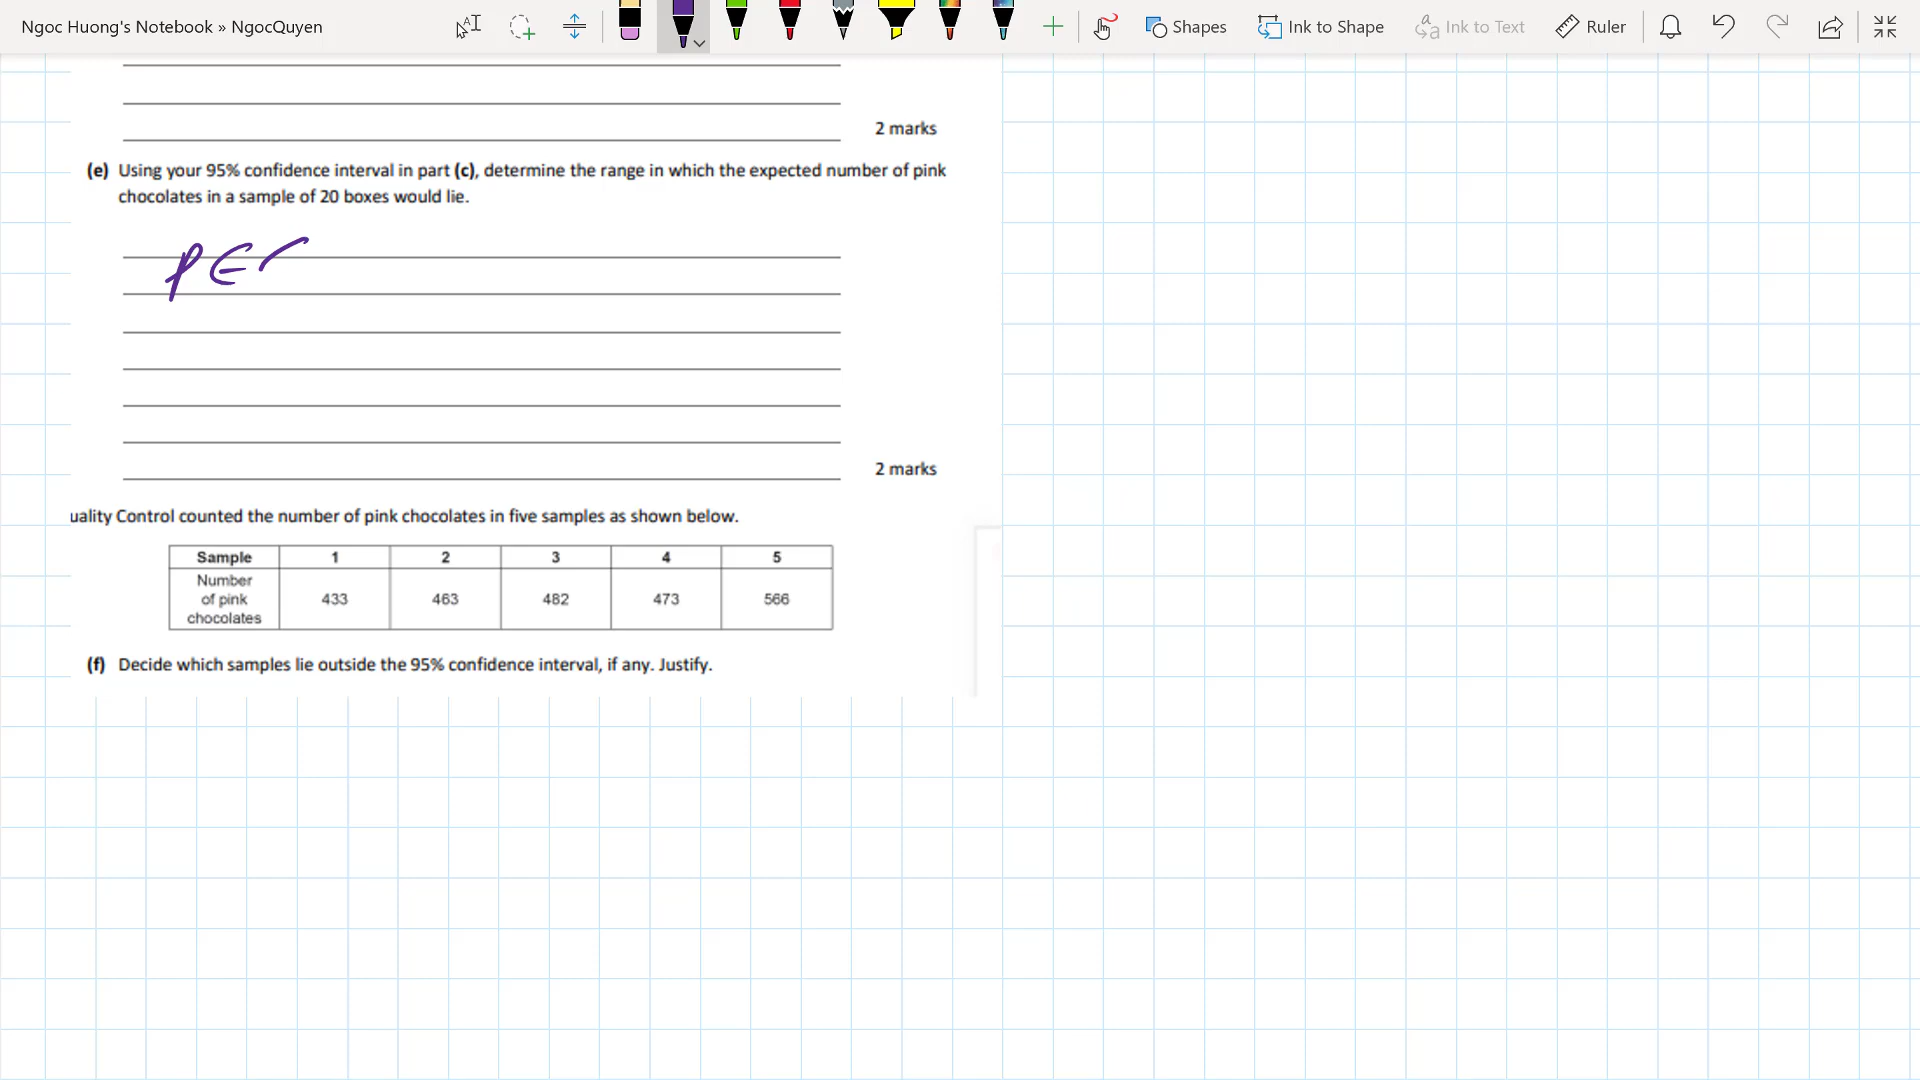 Ngoc Huong's Notebook » NgocQuyen
Shapes
Ink to Shape
Ink to Text
Ruler
2 marks
(e) Using your 95% confidence interval in part (c), determine the range in which the expected number of pink
chocolates in a sample of 20 boxes would lie.
p ∈
2 marks
uality Control counted the number of pink chocolates in five samples as shown below.
Sample 1 2 3 4 5
Number
of pink
chocolates 433 463 482 473 566
(f) Decide which samples lie outside the 95% confidence interval, if any. Justify.